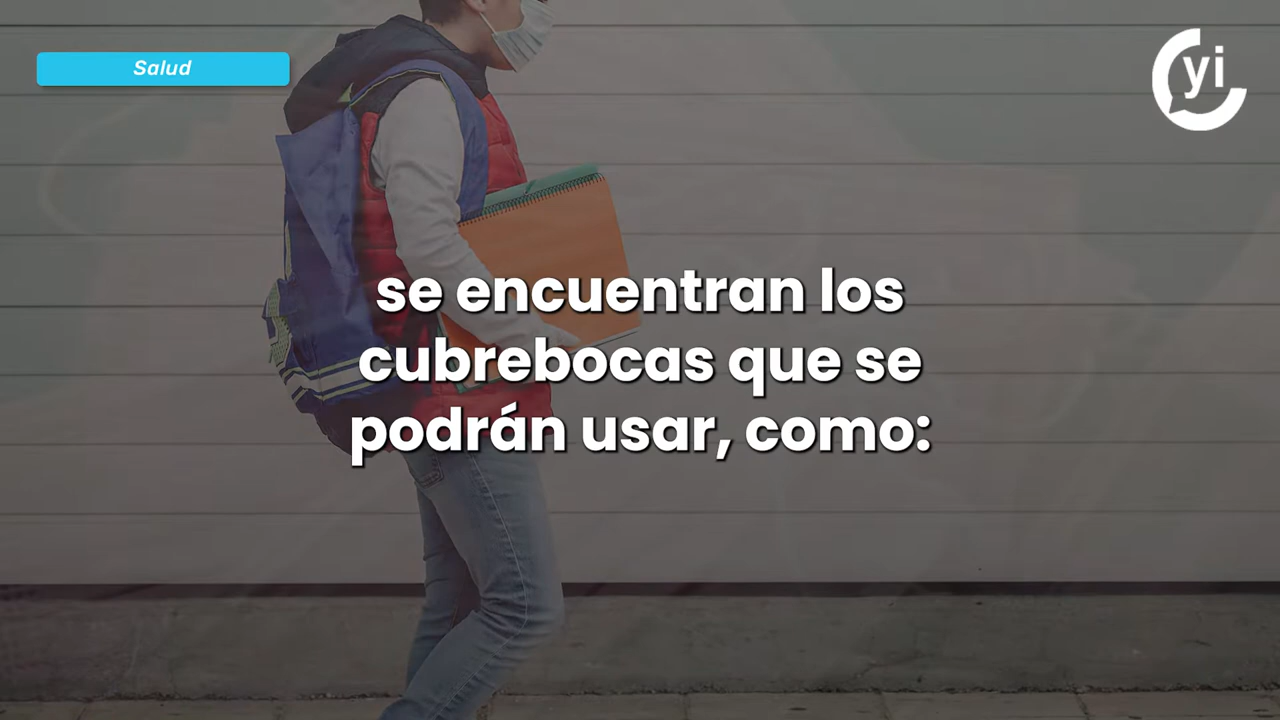 Salud
yi
se encuentran los
cubrebocas que se
podrán usar, como: